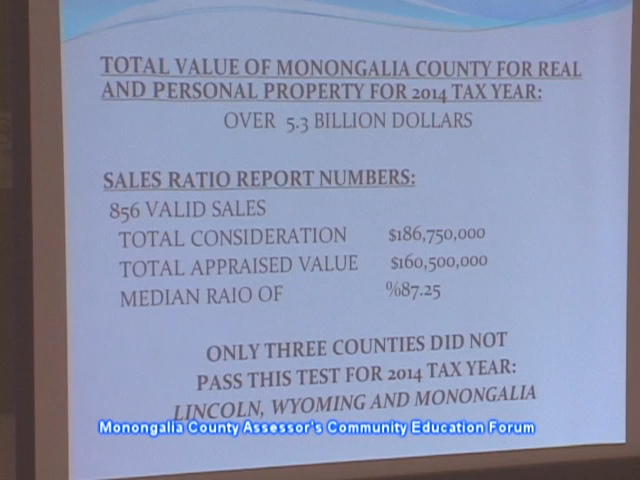 TOTAL VALUE OF MONONGALIA COUNTY FOR REAL
AND PERSONAL PROPERTY FOR 2014 TAX YEAR:
OVER 5.3 BILLION DOLLARS
SALES RATIO REPORT NUMBERS:
856 VALID SALES
TOTAL CONSIDERATION $186,750,000
TOTAL APPRAISED VALUE $160,500,000
MEDIAN RAIO OF %87.25
ONLY THREE COUNTIES DID NOT
PASS THIS TEST FOR 2014 TAX YEAR:
LINCOLN, WYOMING AND MONONGALIA
Monongalia County Assessor's Community Education Forum